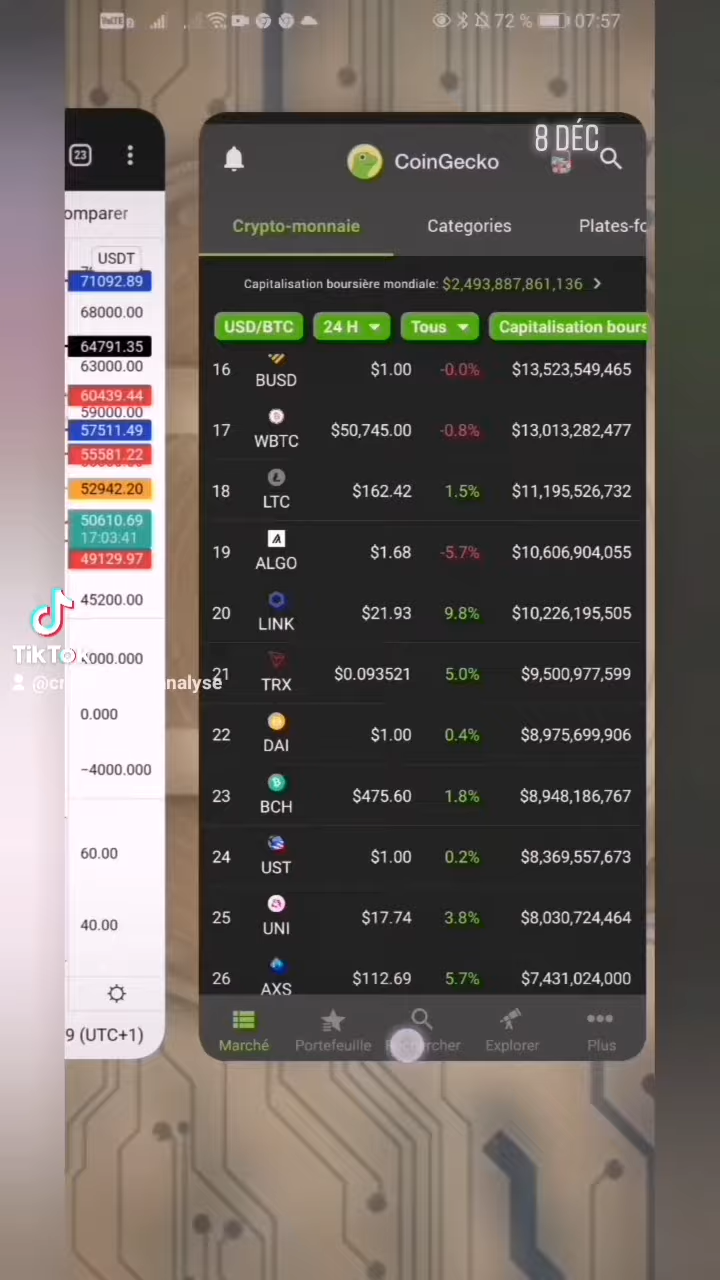 VoLTE
72 % 07:57
8 DÉC
23
CoinGecko
omparer
Crypto-monnaie Categories Plates-fo
USDT
71092.89
68000.00
64791.35
63000.00
60439.44
59000.00
57511.49
55581.22
52942.20
50610.69
17:03:41
49129.97
45200.00
000.000
0.000
−4000.000
60.00
40.00
9 (UTC+1)
TikTok
Capitalisation boursière mondiale: $2,493,887,861,136 >
USD/BTC 24 H Tous Capitalisation bours
16 BUSD $1.00 -0.0% $13,523,549,465
17 WBTC $50,745.00 -0.8% $13,013,282,477
18 LTC $162.42 1.5% $11,195,526,732
19 ALGO $1.68 -5.7% $10,606,904,055
20 LINK $21.93 9.8% $10,226,195,505
21 TRX $0.093521 5.0% $9,500,977,599
22 DAI $1.00 0.4% $8,975,699,906
23 BCH $475.60 1.8% $8,948,186,767
24 UST $1.00 0.2% $8,369,557,673
25 UNI $17.74 3.8% $8,030,724,464
26 AXS $112.69 5.7% $7,431,024,000
Marché Portefeuille Rechercher Explorer Plus